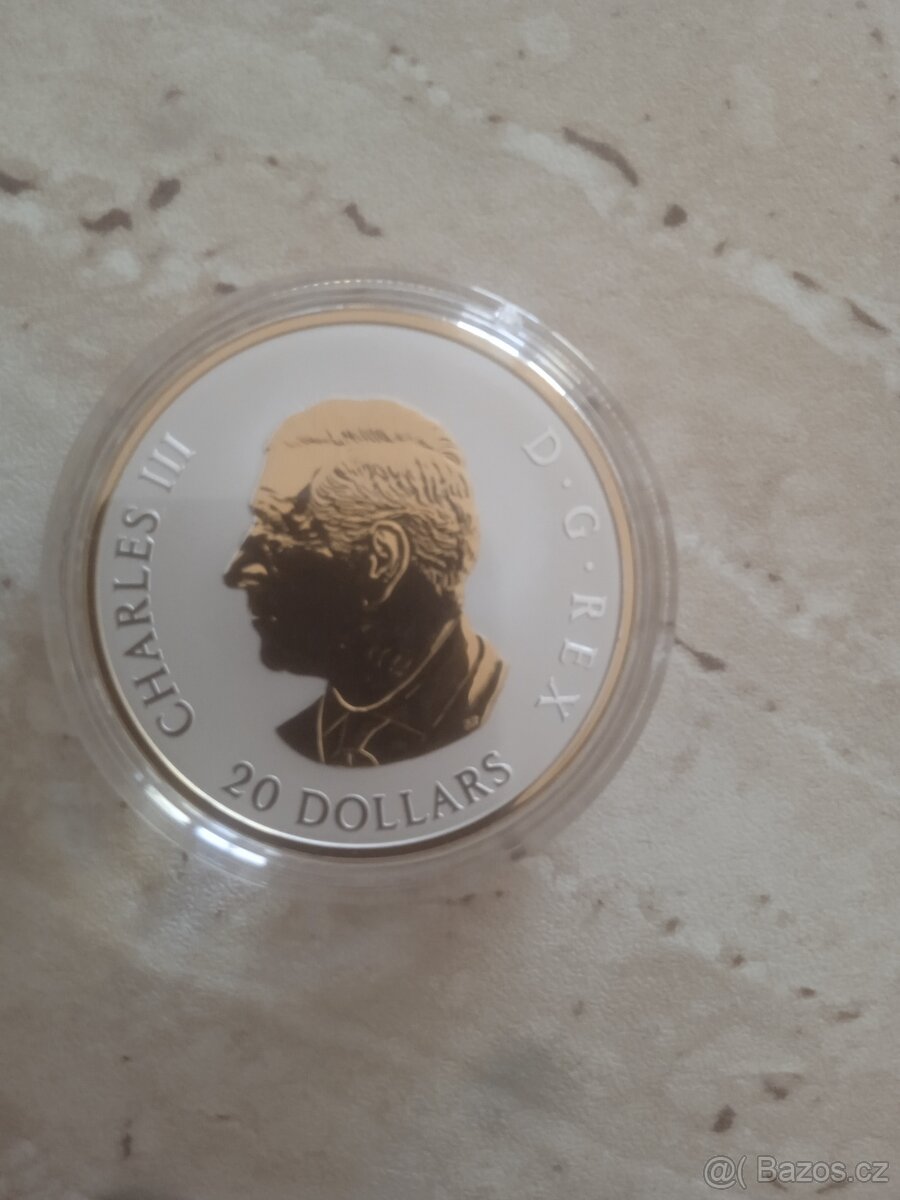 CHARLES III
D·G·REX
20 DOLLARS
@( Bazos.cz